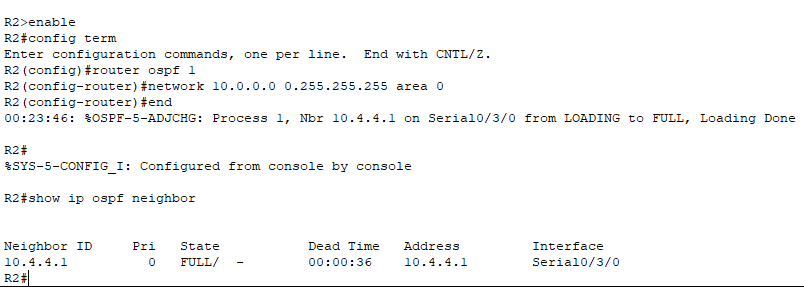 R2>enable
R2#config term
Enter configuration commands, one per line.  End with CNTL/Z.
R2(config)#router ospf 1
R2(config-router)#network 10.0.0.0 0.255.255.255 area 0
R2(config-router)#end
00:23:46: %OSPF-5-ADJCHG: Process 1, Nbr 10.4.4.1 on Serial0/3/0 from LOADING to FULL, Loading Done
R2#
%SYS-5-CONFIG_I: Configured from console by console
R2#show ip ospf neighbor
Neighbor ID     Pri   State           Dead Time   Address         Interface
10.4.4.1          0   FULL/  -        00:00:36    10.4.4.1        Serial0/3/0
R2#